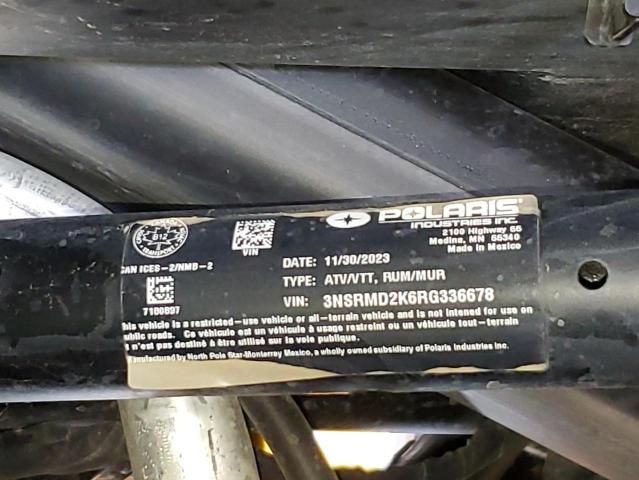 POLARIS
INDUSTRIES INC.
2100 Highway 55
Medina, MN 55340
Made in Mexico
CANADA
B12
TRANSPORT
VIN
CAN ICES-2/NMB-2
7180897
DATE: 11/30/2023
TYPE: ATV/VTT, RUM/MUR
VIN: 3NSRMD2K6RG336678
his vehicle is a restricted-use vehicle or all-terrain vehicle and is not intended for use on
ublic roads. Ce véhicule est un véhicule à usage restreint ou un véhicule tout-terrain
t n'est pas destiné à être utilisé sur la voie publique.
Manufactured by North Pole Star-Monterrey Mexico, a wholly owned subsidiary of Polaris Industries Inc.